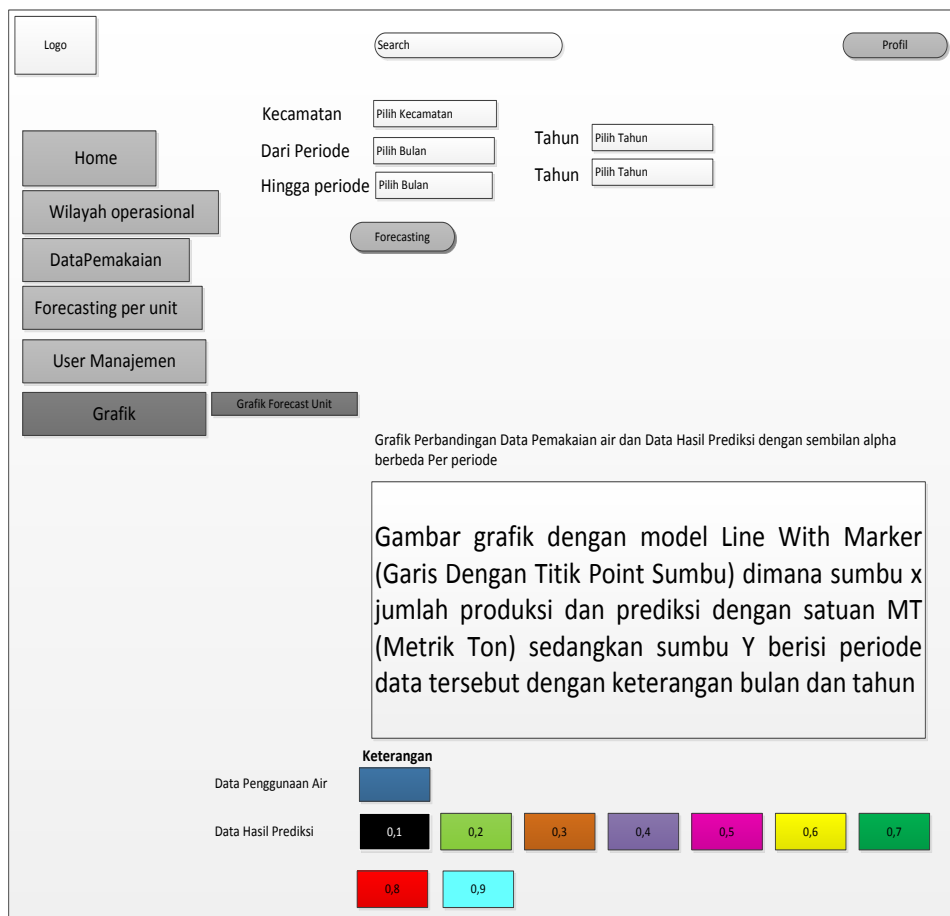 Logo
Search
Profil
Kecamatan
Pilih Kecamatan
Dari Periode
Pilih Bulan
Tahun
Pilih Tahun
Hingga periode
Pilih Bulan
Tahun
Pilih Tahun
Forecasting
Home
Wilayah operasional
DataPemakaian
Forecasting per unit
User Manajemen
Grafik
Grafik Forecast Unit
Grafik Perbandingan Data Pemakaian air dan Data Hasil Prediksi dengan sembilan alpha
berbeda Per periode
Gambar grafik dengan model Line With Marker
(Garis Dengan Titik Point Sumbu) dimana sumbu x
jumlah produksi dan prediksi dengan satuan MT
(Metrik Ton) sedangkan sumbu Y berisi periode
data tersebut dengan keterangan bulan dan tahun
Keterangan
Data Penggunaan Air
Data Hasil Prediksi
0,1
0,2
0,3
0,4
0,5
0,6
0,7
0,8
0,9